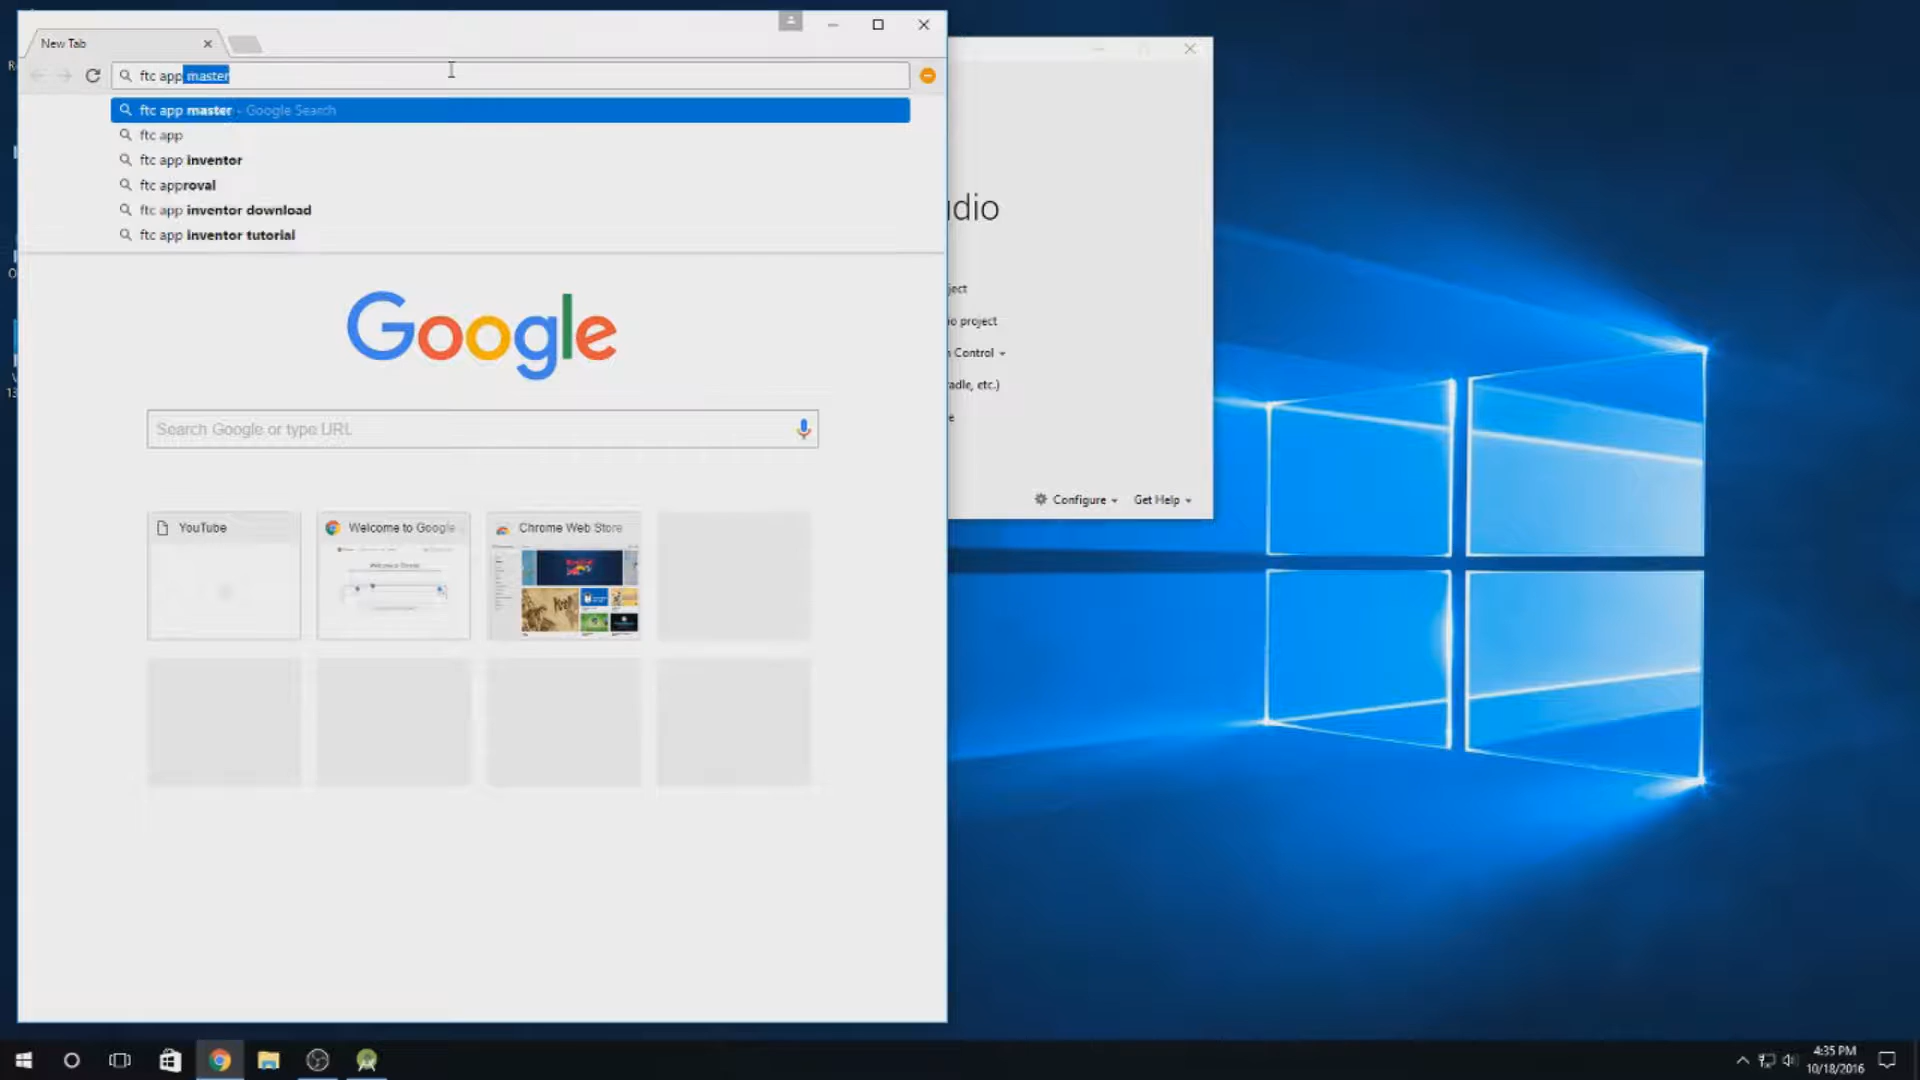 New Tab
ftc app master
ftc app master - Google Search
ftc app
ftc app inventor
ftc approval
ftc app inventor download
ftc app inventor tutorial
Google
Search Google or type URL
YouTube
Welcome to Google
Chrome Web Store
udio
ject
o project
n Control
adle, etc.)
e
Configure
Get Help
4:35 PM
10/18/2016